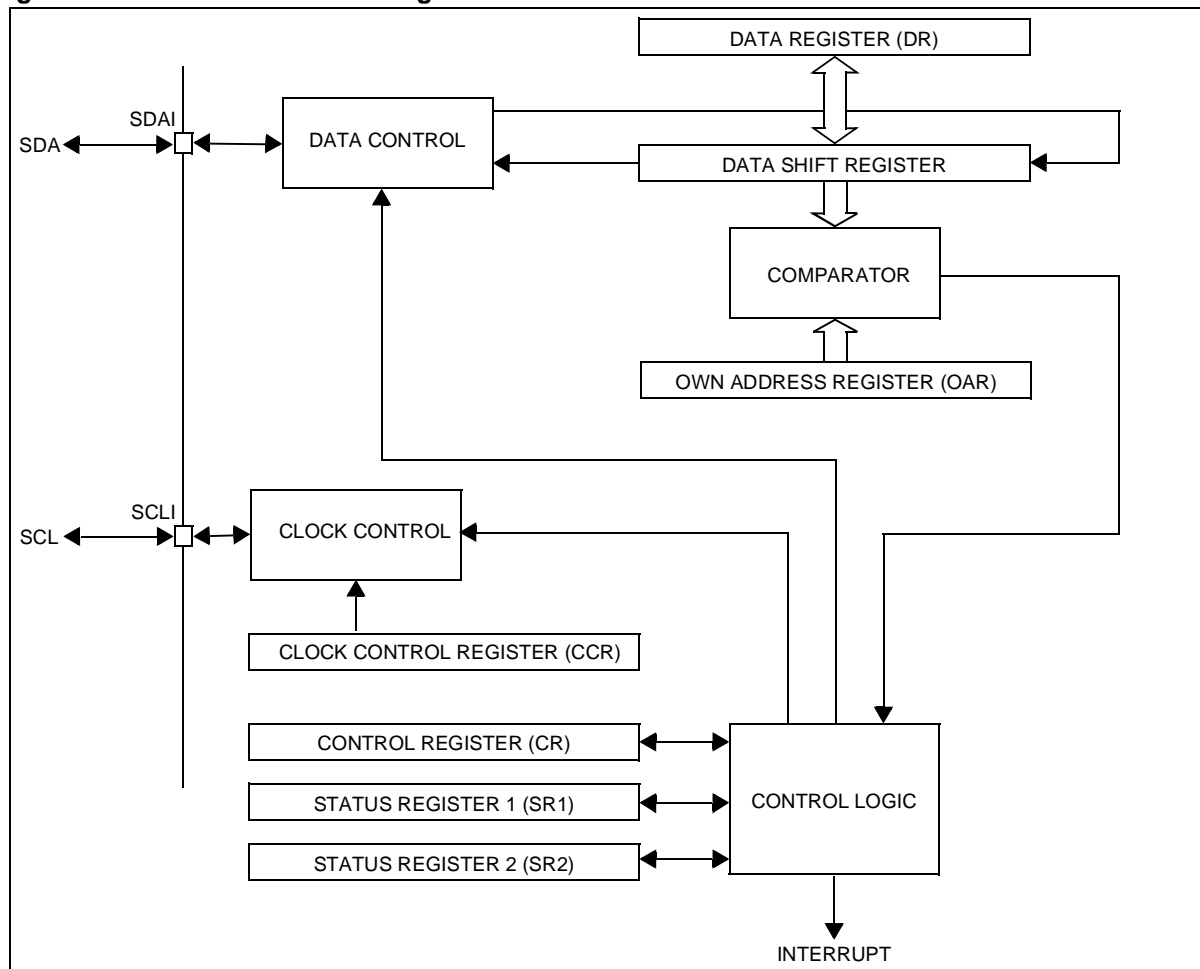 DATA REGISTER (DR)
SDAI
SDA
DATA CONTROL
DATA SHIFT REGISTER
COMPARATOR
OWN ADDRESS REGISTER (OAR)
SCLI
SCL
CLOCK CONTROL
CLOCK CONTROL REGISTER (CCR)
CONTROL REGISTER (CR)
STATUS REGISTER 1 (SR1)
CONTROL LOGIC
STATUS REGISTER 2 (SR2)
INTERRUPT